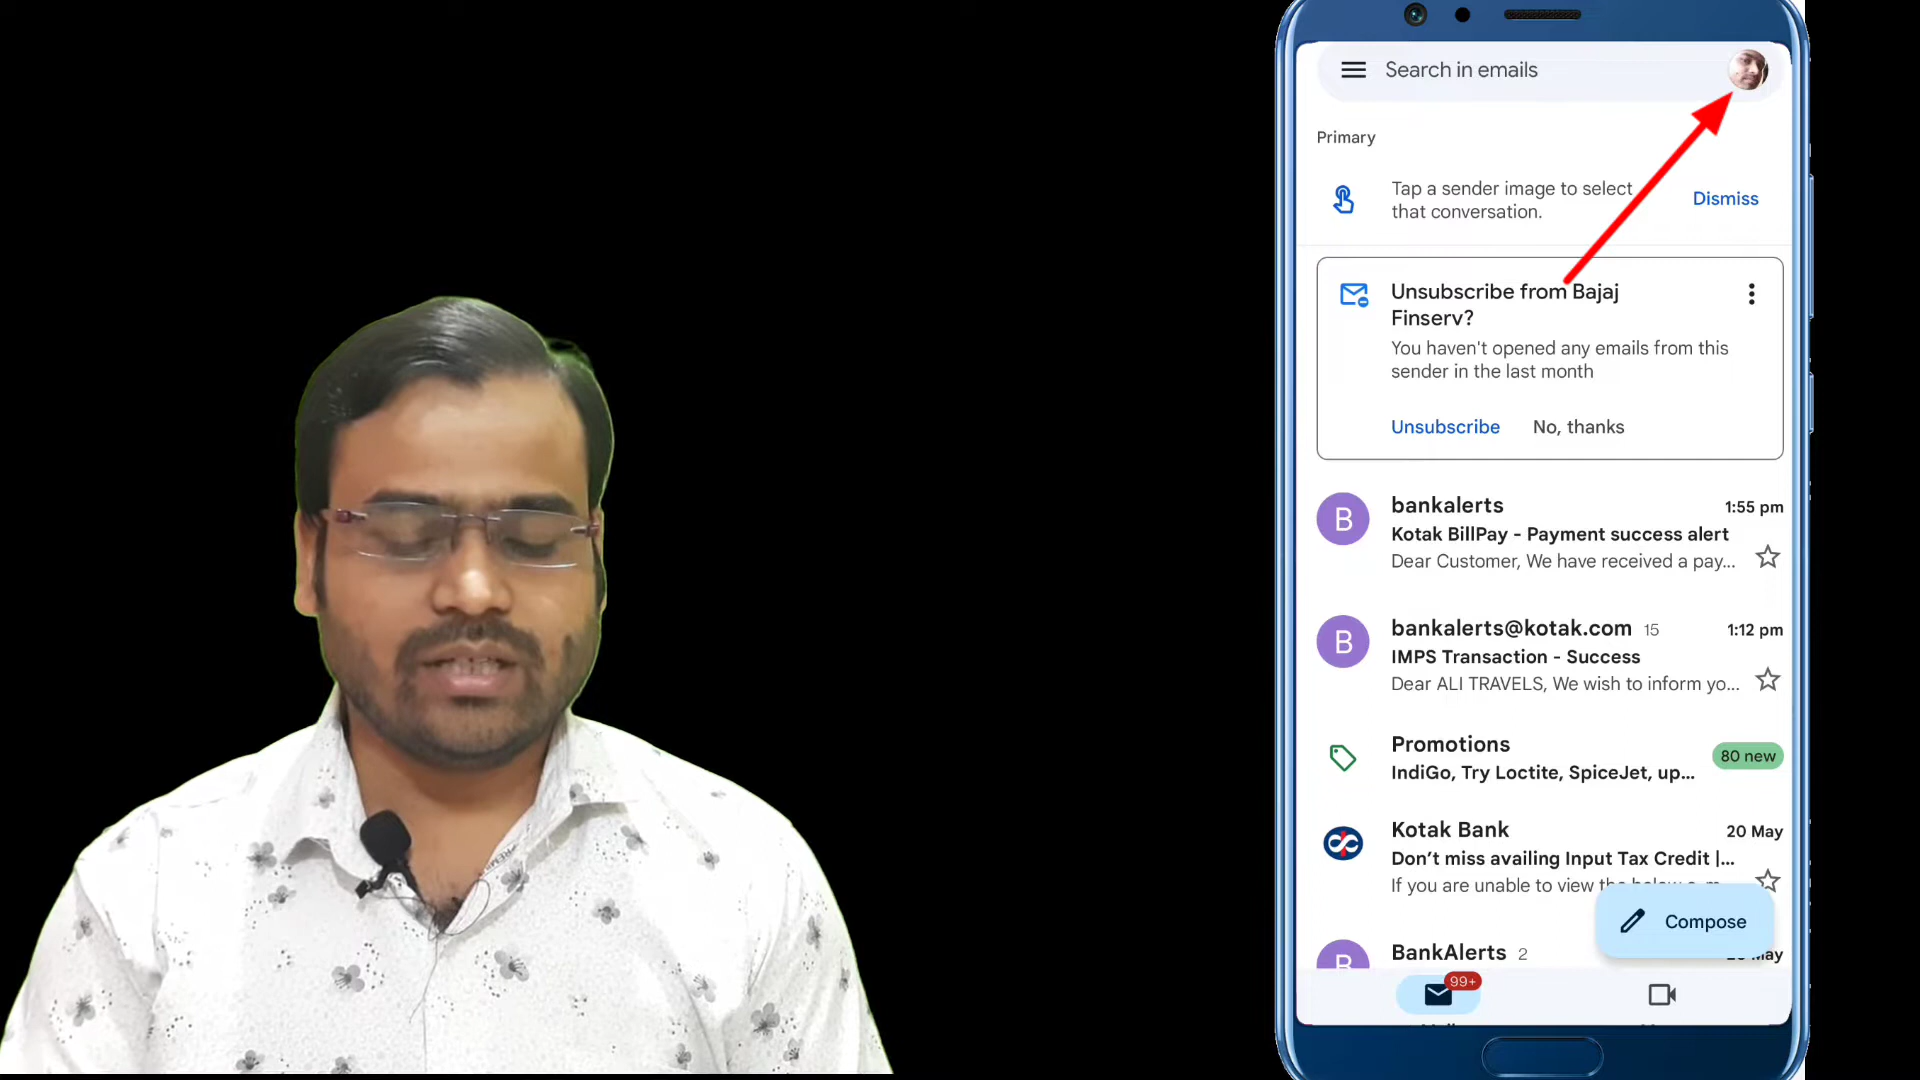 Search in emails
Primary
Tap a sender image to select
that conversation.
Dismiss
Unsubscribe from Bajaj
Finserv?
You haven't opened any emails from this
sender in the last month
Unsubscribe
No, thanks
bankalerts
1:55 pm
Kotak BillPay - Payment success alert
Dear Customer, We have received a pay...
bankalerts@kotak.com 15
1:12 pm
IMPS Transaction - Success
Dear ALI TRAVELS, We wish to inform yo...
Promotions
80 new
IndiGo, Try Loctite, SpiceJet, up...
Kotak Bank
20 May
Don't miss availing Input Tax Credit |...
If you are unable to view
Compose
BankAlerts 2
May
99+
B
B
B